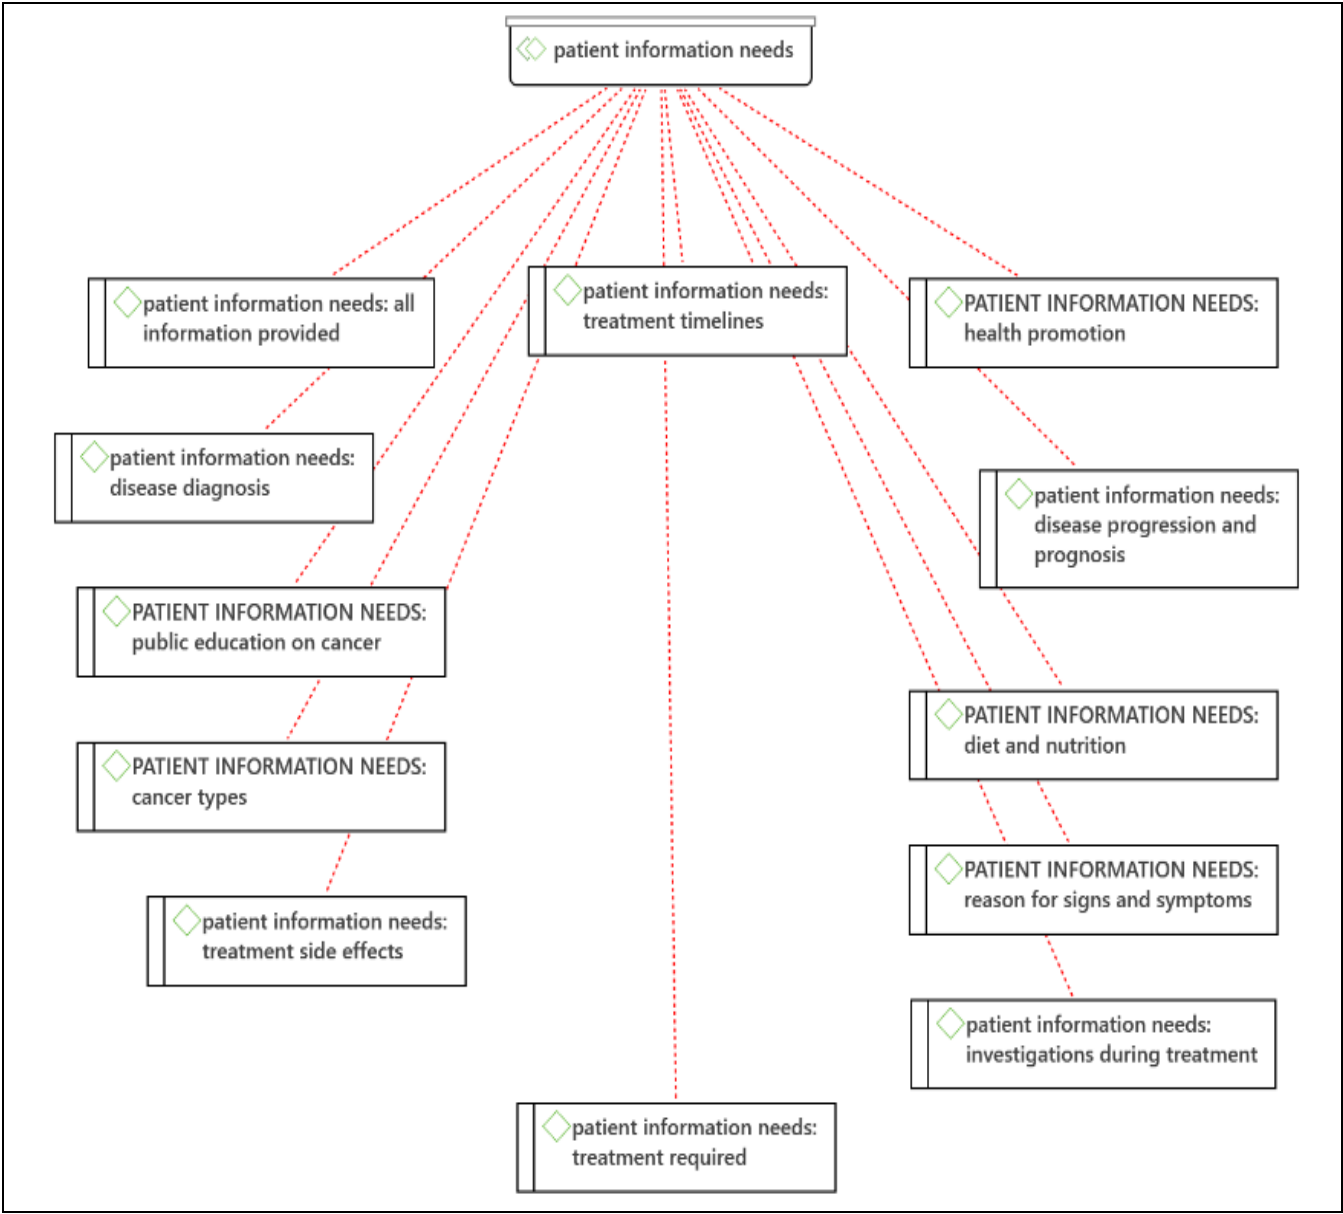 patient information needs
patient information needs: all
information provided
patient information needs:
treatment timelines
PATIENT INFORMATION NEEDS:
health promotion
patient information needs:
disease diagnosis
patient information needs:
disease progression and
prognosis
PATIENT INFORMATION NEEDS:
public education on cancer
PATIENT INFORMATION NEEDS:
diet and nutrition
PATIENT INFORMATION NEEDS:
cancer types
PATIENT INFORMATION NEEDS:
reason for signs and symptoms
patient information needs:
treatment side effects
patient information needs:
investigations during treatment
patient information needs:
treatment required